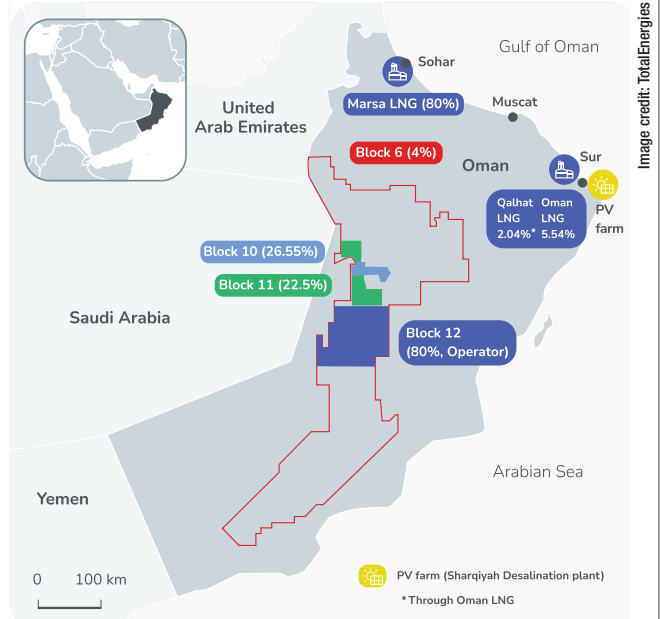 Image credit: TotalEnergies
Gulf of Oman
Sohar
Marsa LNG (80%)
Muscat
United
Arab Emirates
Block 6 (4%)
Oman
Sur
Qalhat Oman
LNG LNG
2.04%* 5.54%
PV
farm
Block 10 (26.55%)
Block 11 (22.5%)
Saudi Arabia
Block 12
(80%, Operator)
Arabian Sea
Yemen
0 100 km
PV farm (Sharqiyah Desalination plant)
*Through Oman LNG